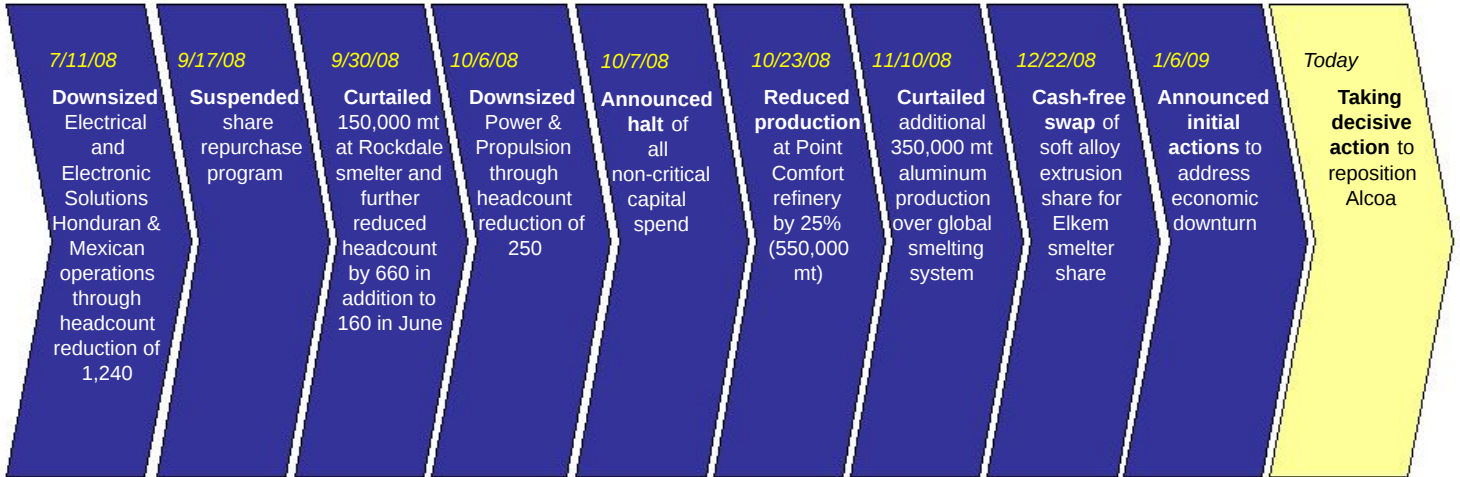 7/11/08
Downsized
Electrical
and
Electronic
Solutions
Honduran &
Mexican
operations
through
headcount
reduction of
1,240
9/17/08
Suspended
share
repurchase
program
9/30/08
Curtailed
150,000 mt
at Rockdale
smelter and
further
reduced
headcount
by 660 in
addition to
160 in June
10/6/08
Downsized
Power &
Propulsion
through
headcount
reduction of
250
10/7/08
Announced
halt of
all
non-critical
capital
spend
10/23/08
Reduced
production
at Point
Comfort
refinery
by 25%
(550,000
mt)
11/10/08
Curtailed
additional
350,000 mt
aluminum
production
over global
smelting
system
12/22/08
Cash-free
swap of
soft alloy
extrusion
share for
Elkem
smelter
share
1/6/09
Announced
initial
actions to
address
economic
downturn
Today
Taking
decisive
action to
reposition
Alcoa